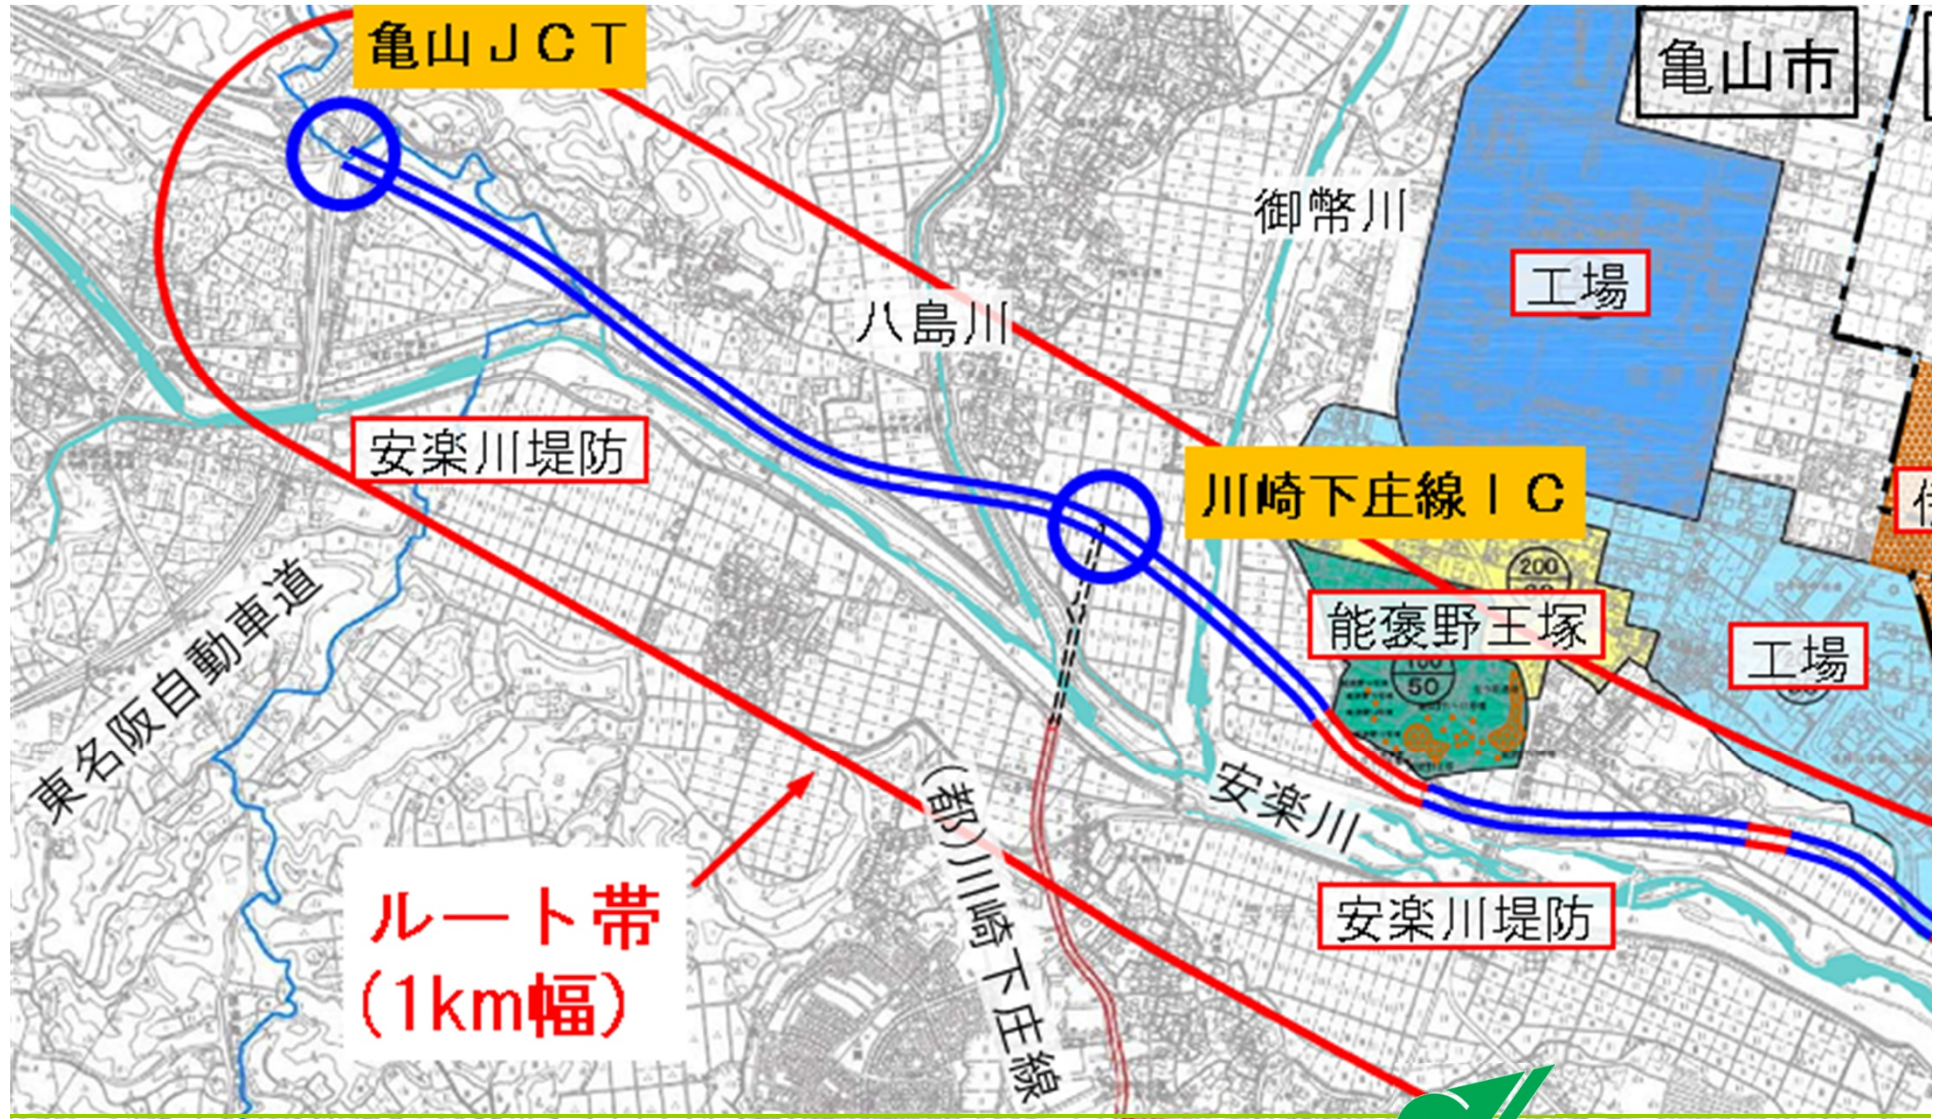 亀山ＪＣＴ
亀山市
御幣川
工場
八島川
安楽川堤防
川崎下庄線ＩＣ
200
能褒野王塚
工場
100
50
東名阪自動車道
安楽川
(都)川崎下庄線
ルート帯
(1km幅)
安楽川堤防